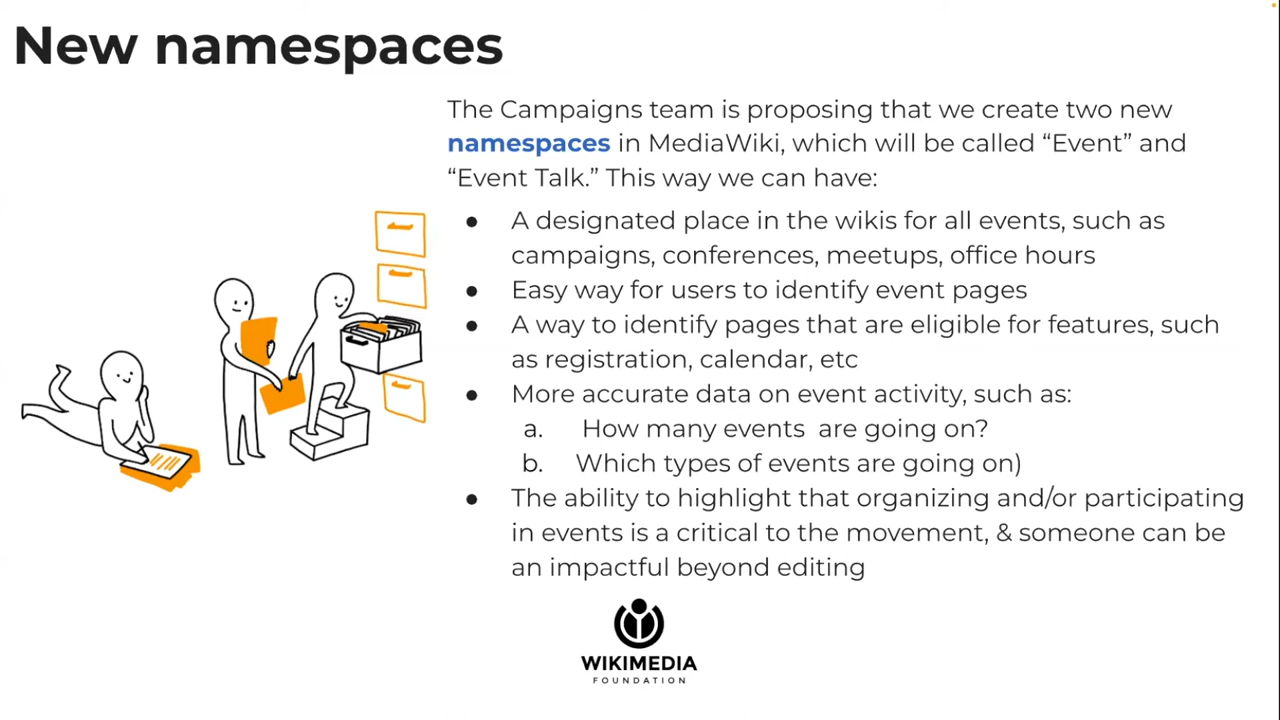 New namespaces
The Campaigns team is proposing that we create two new
namespaces in MediaWiki, which will be called “Event” and
“Event Talk.” This way we can have:
● A designated place in the wikis for all events, such as
campaigns, conferences, meetups, office hours
● Easy way for users to identify event pages
● A way to identify pages that are eligible for features, such
as registration, calendar, etc
● More accurate data on event activity, such as:
a. How many events  are going on?
b. Which types of events are going on)
● The ability to highlight that organizing and/or participating
in events is a critical to the movement, & someone can be
an impactful beyond editing
WIKIMEDIA
FOUNDATION